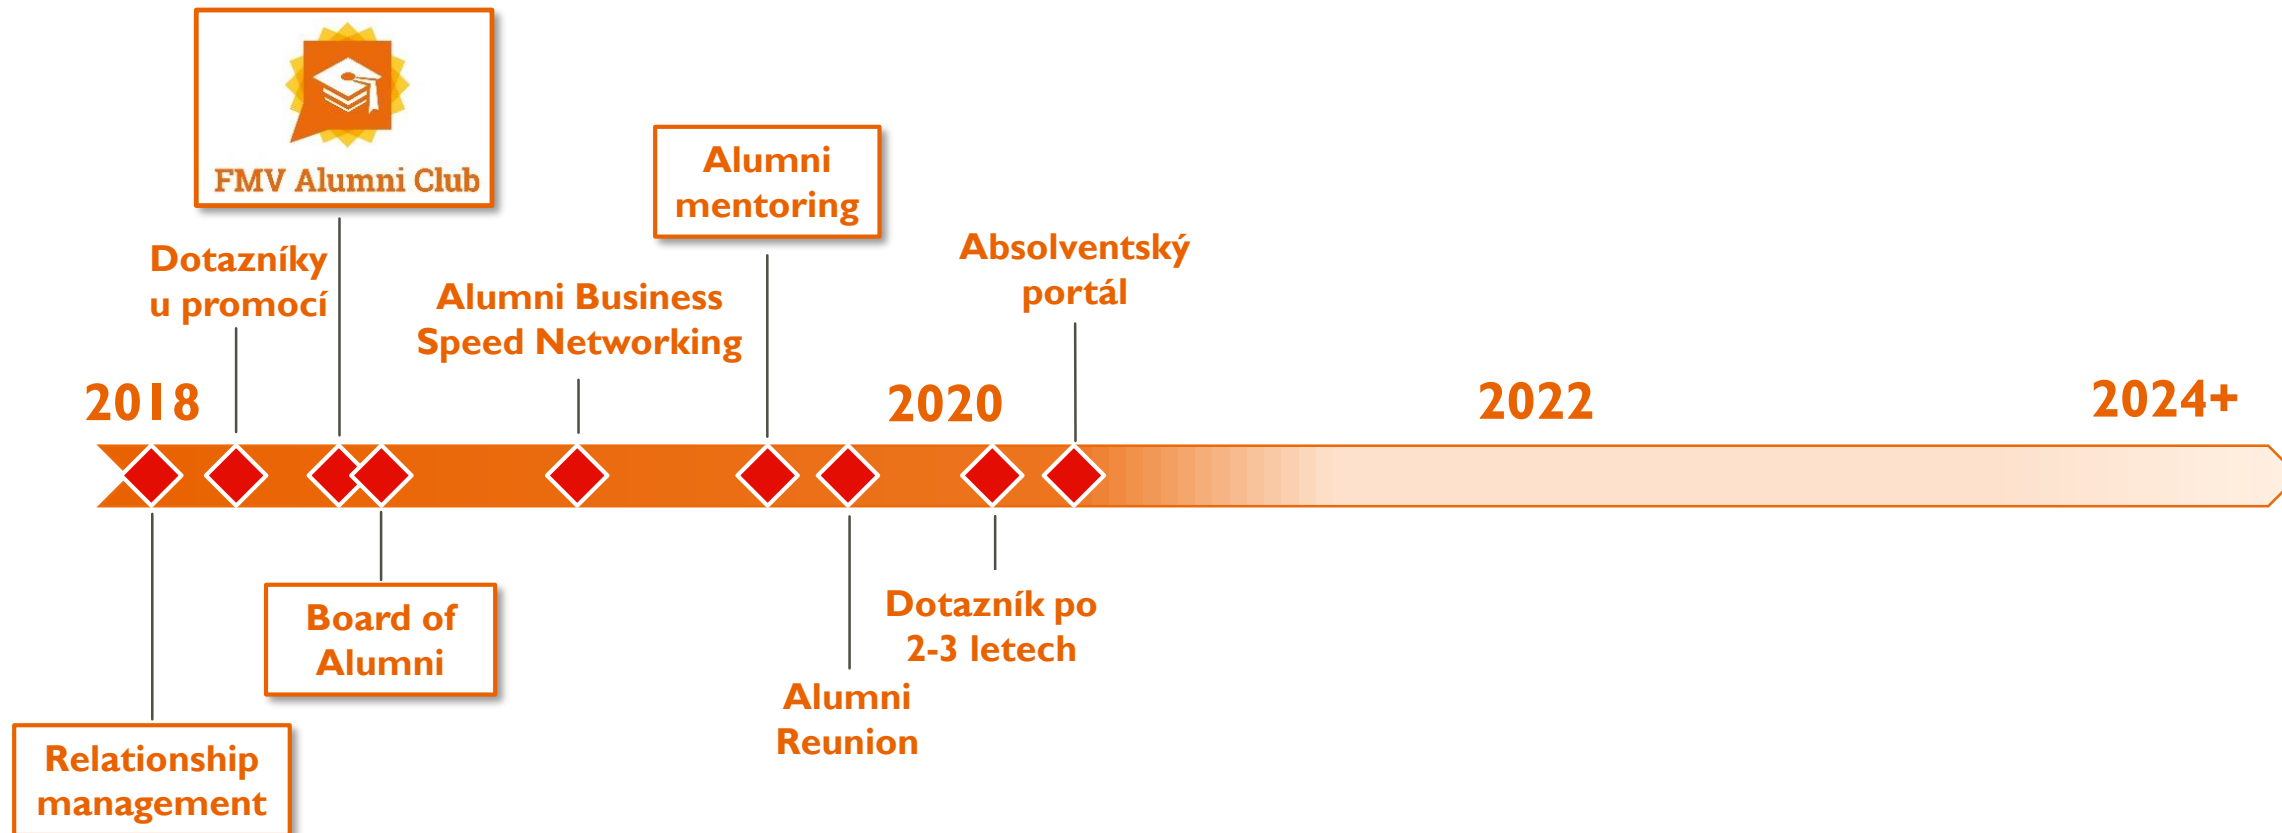 FMV Alumni Club
Alumni
mentoring
Dotazníky
u promocí
Absolventský
portál
Alumni Business
Speed Networking
2018
2020
2022
2024+
Board of
Alumni
Dotazník po
2-3 letech
Alumni
Reunion
Relationship
management